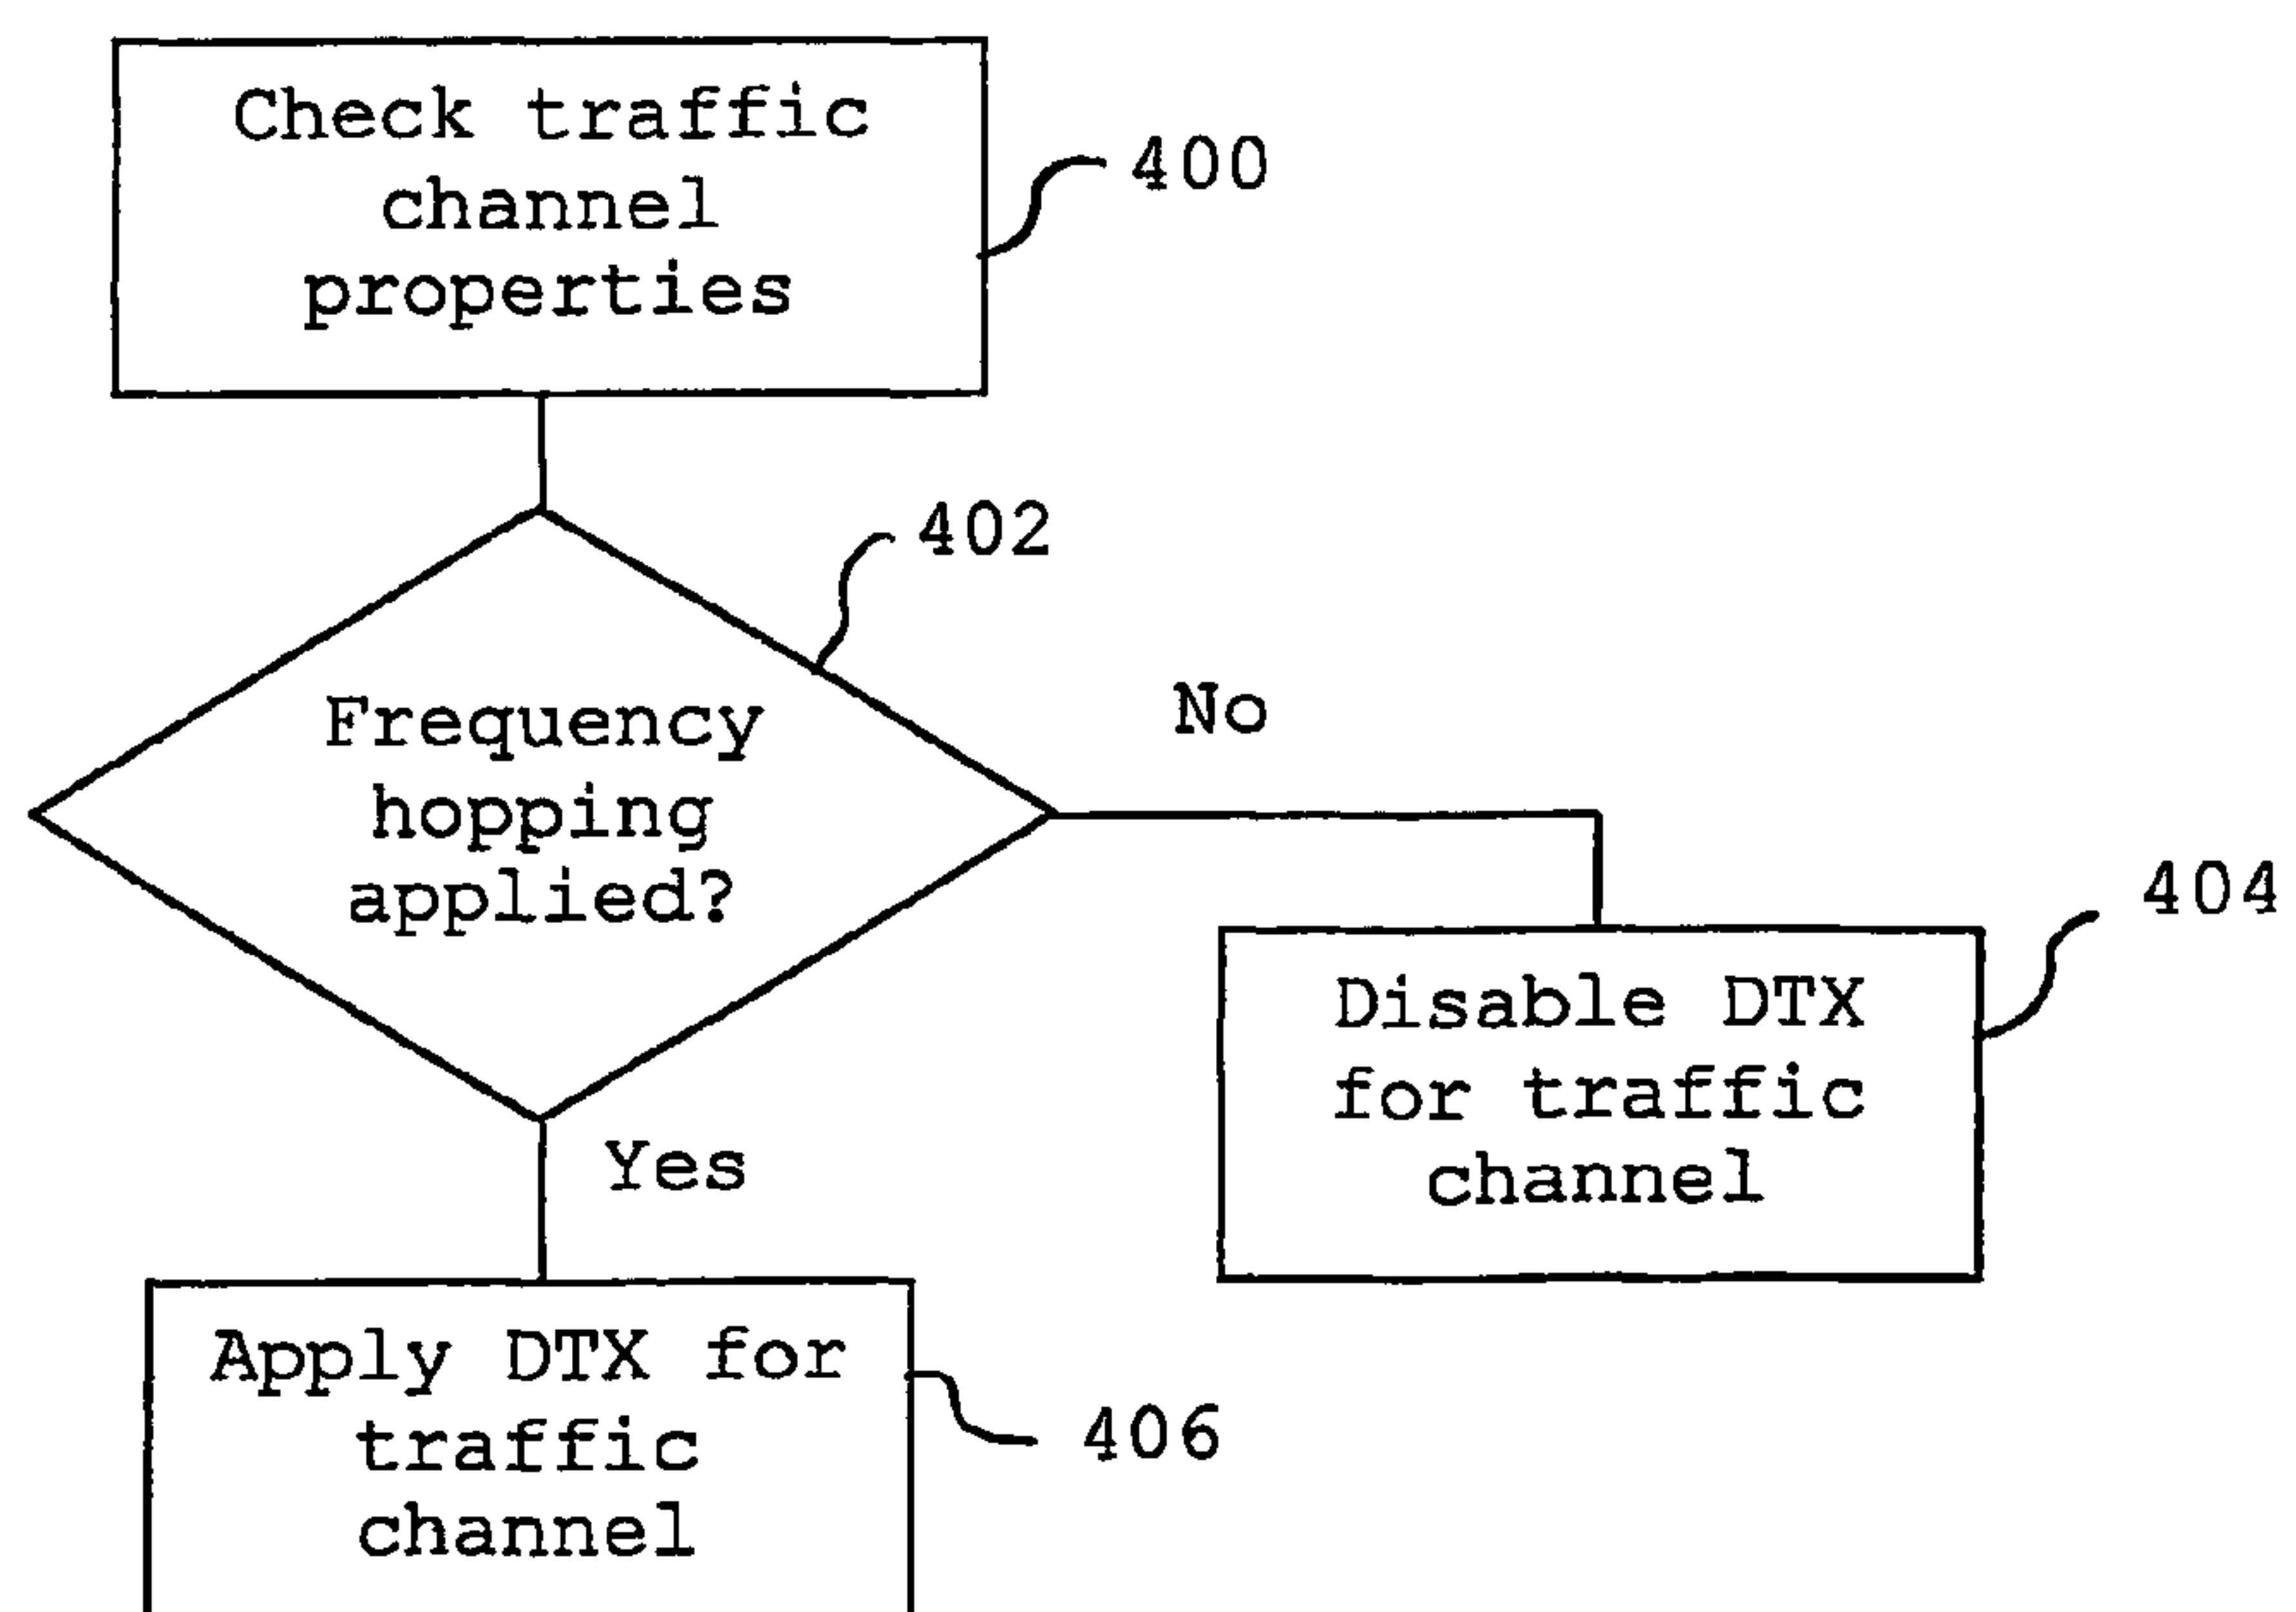 Check traffic
channel
properties
400
402
Frequency
hopping
applied?
No
404
Disable DTX
for traffic
channel
Yes
Apply DTX for
traffic
channel
406